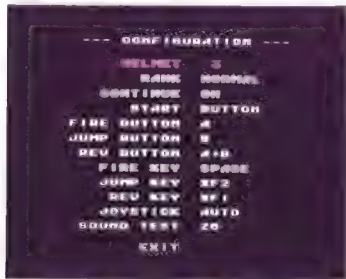 --- CONFIGURATION ---
HELMET 3
RANK NORMAL
CONTINUE ON
START BUTTON
FIRE BUTTON A
JUMP BUTTON B
REV BUTTON A+B
FIRE KEY SPACE
JUMP KEY XF2
REV KEY XF1
JOYSTICK AUTO
SOUND TEST 20
EXIT